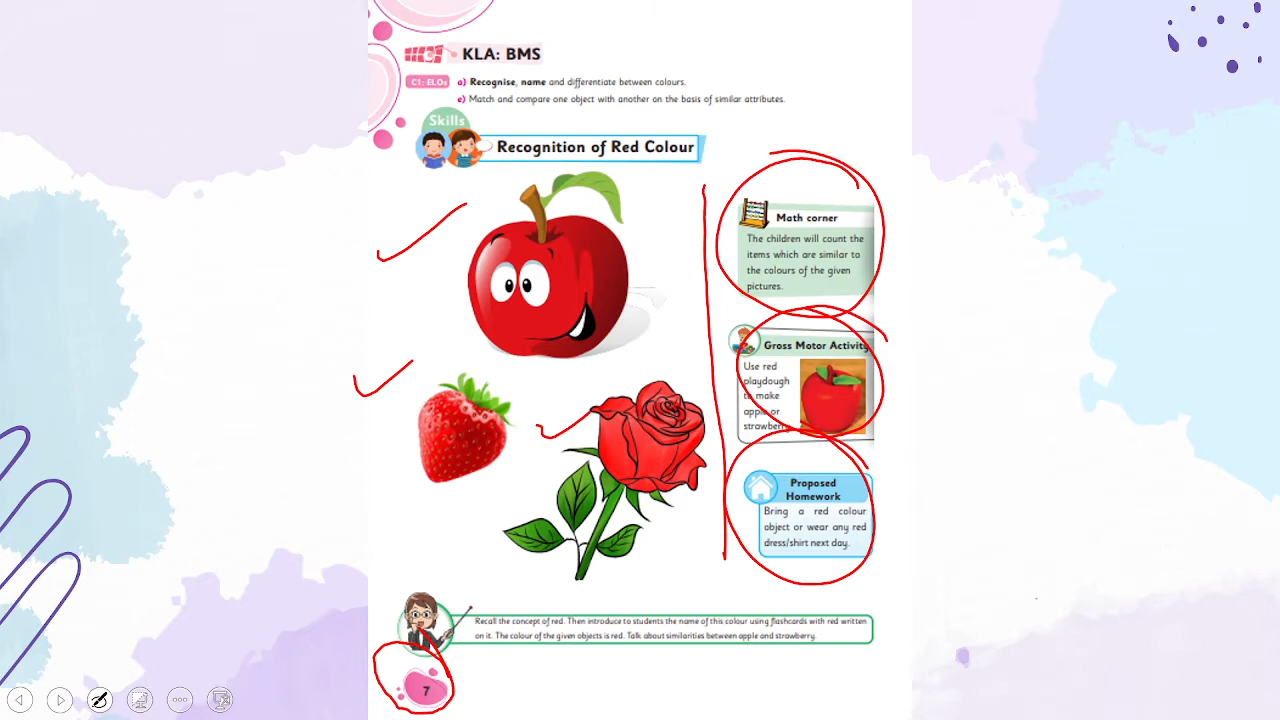 KLA: BMS
C1: ELOs
a) Recognise, name and differentiate between colours.
e) Match and compare one object with another on the basis of similar attributes.
Skills
Recognition of Red Colour
Math corner
The children will count the
items which are similar to
the colours of the given
pictures.
Gross Motor Activity
Use red
playdough
to make
apple or
strawberry
Proposed
Homework
Bring a red colour
object or wear any red
dress/shirt next day.
Recall the concept of red. Then introduce to students the name of this colour using flashcards with red written
on it. The colour of the given objects is red. Talk about similarities between apple and strawberry.
7